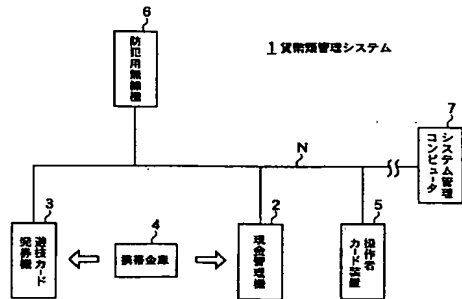 6
防犯用無線機
1 貨幣類管理システム
7
システム管理
コンピュータ
N
3
遊技カード
発券機
4
携帯金庫
2
現金管理機
5
操作者
カード装置